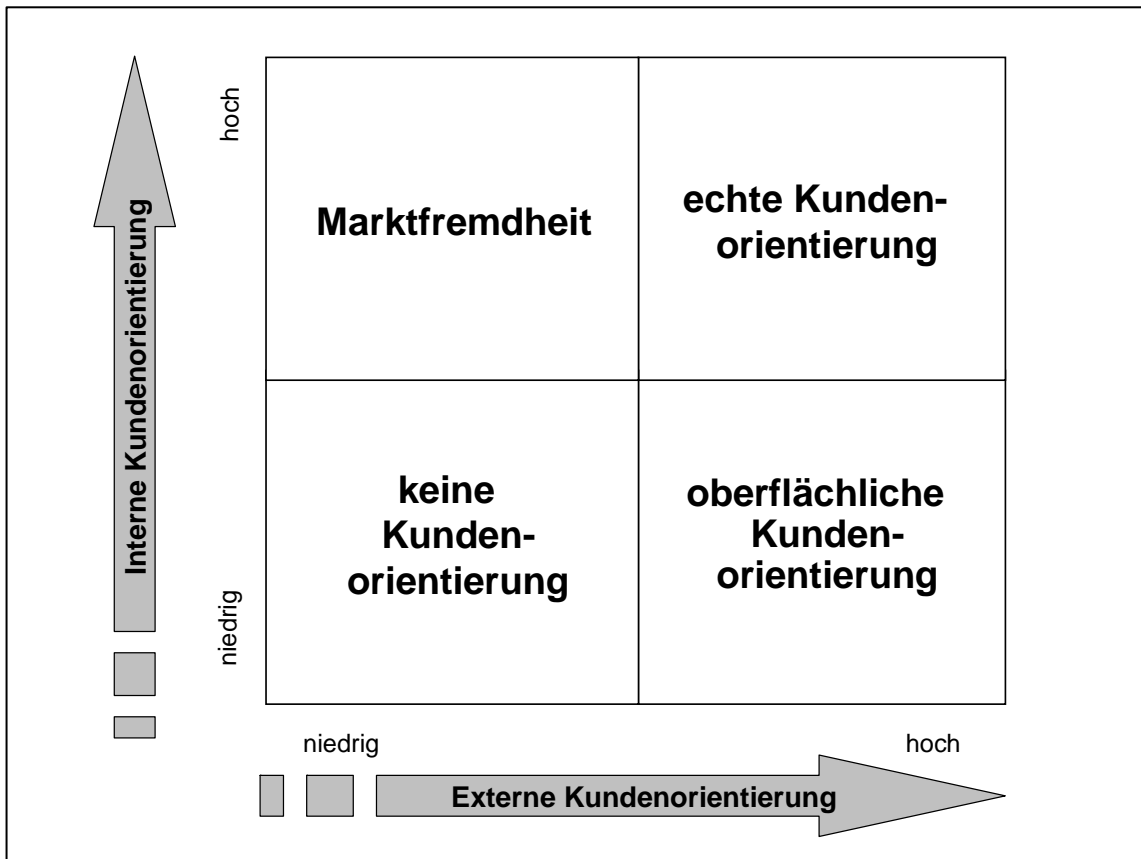 Interne Kundenorientierung
hoch
niedrig
Marktfremdheit
echte Kunden-
orientierung
keine
Kunden-
orientierung
oberflächliche
Kunden-
orientierung
niedrig
hoch
Externe Kundenorientierung